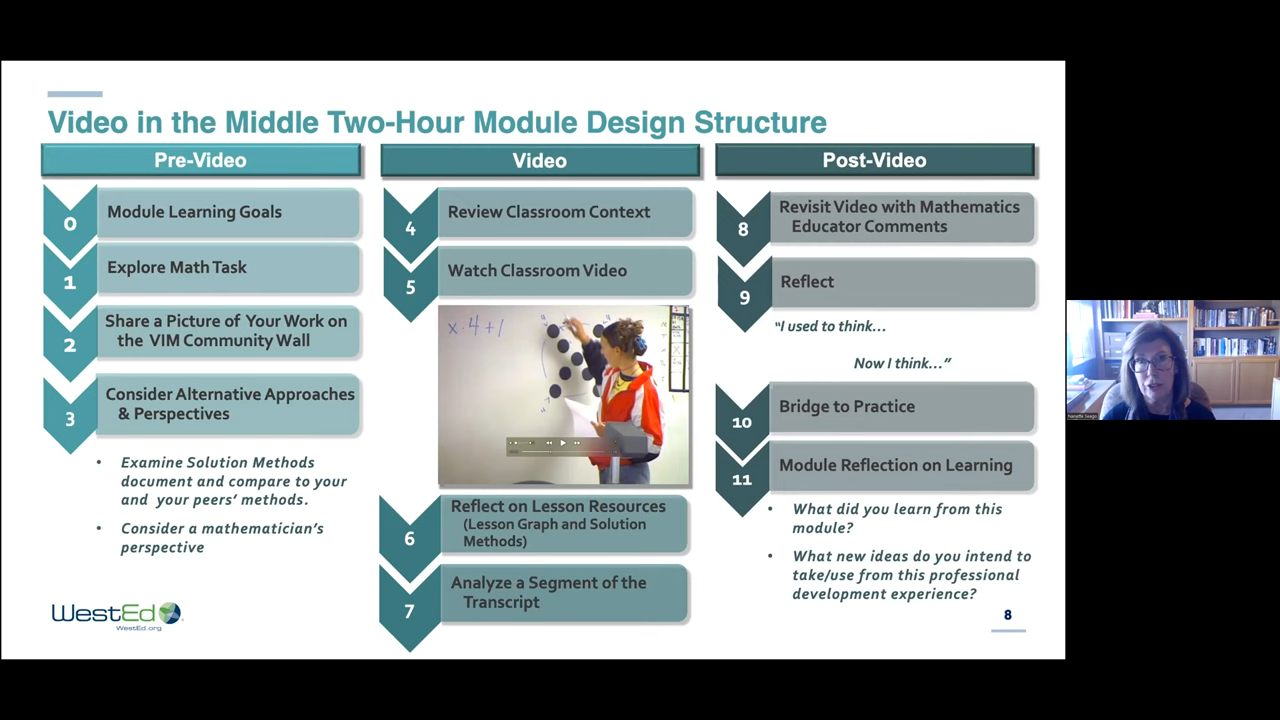 Video in the Middle Two-Hour Module Design Structure
Pre-Video
0
Module Learning Goals
1
Explore Math Task
2
Share a Picture of Your Work on
the VIM Community Wall
3
Consider Alternative Approaches
& Perspectives
• Examine Solution Methods
document and compare to your
and your peers' methods.
• Consider a mathematician's
perspective
WestEd
WestEd.org
Video
4
Review Classroom Context
5
Watch Classroom Video
x·4+1
6
Reflect on Lesson Resources
(Lesson Graph and Solution
Methods)
7
Analyze a Segment of the
Transcript
Post-Video
8
Revisit Video with Mathematics
Educator Comments
9
Reflect
"I used to think...
Now I think..."
10
Bridge to Practice
11
Module Reflection on Learning
• What did you learn from this
module?
• What new ideas do you intend to
take/use from this professional
development experience?
8
Nanette Seago